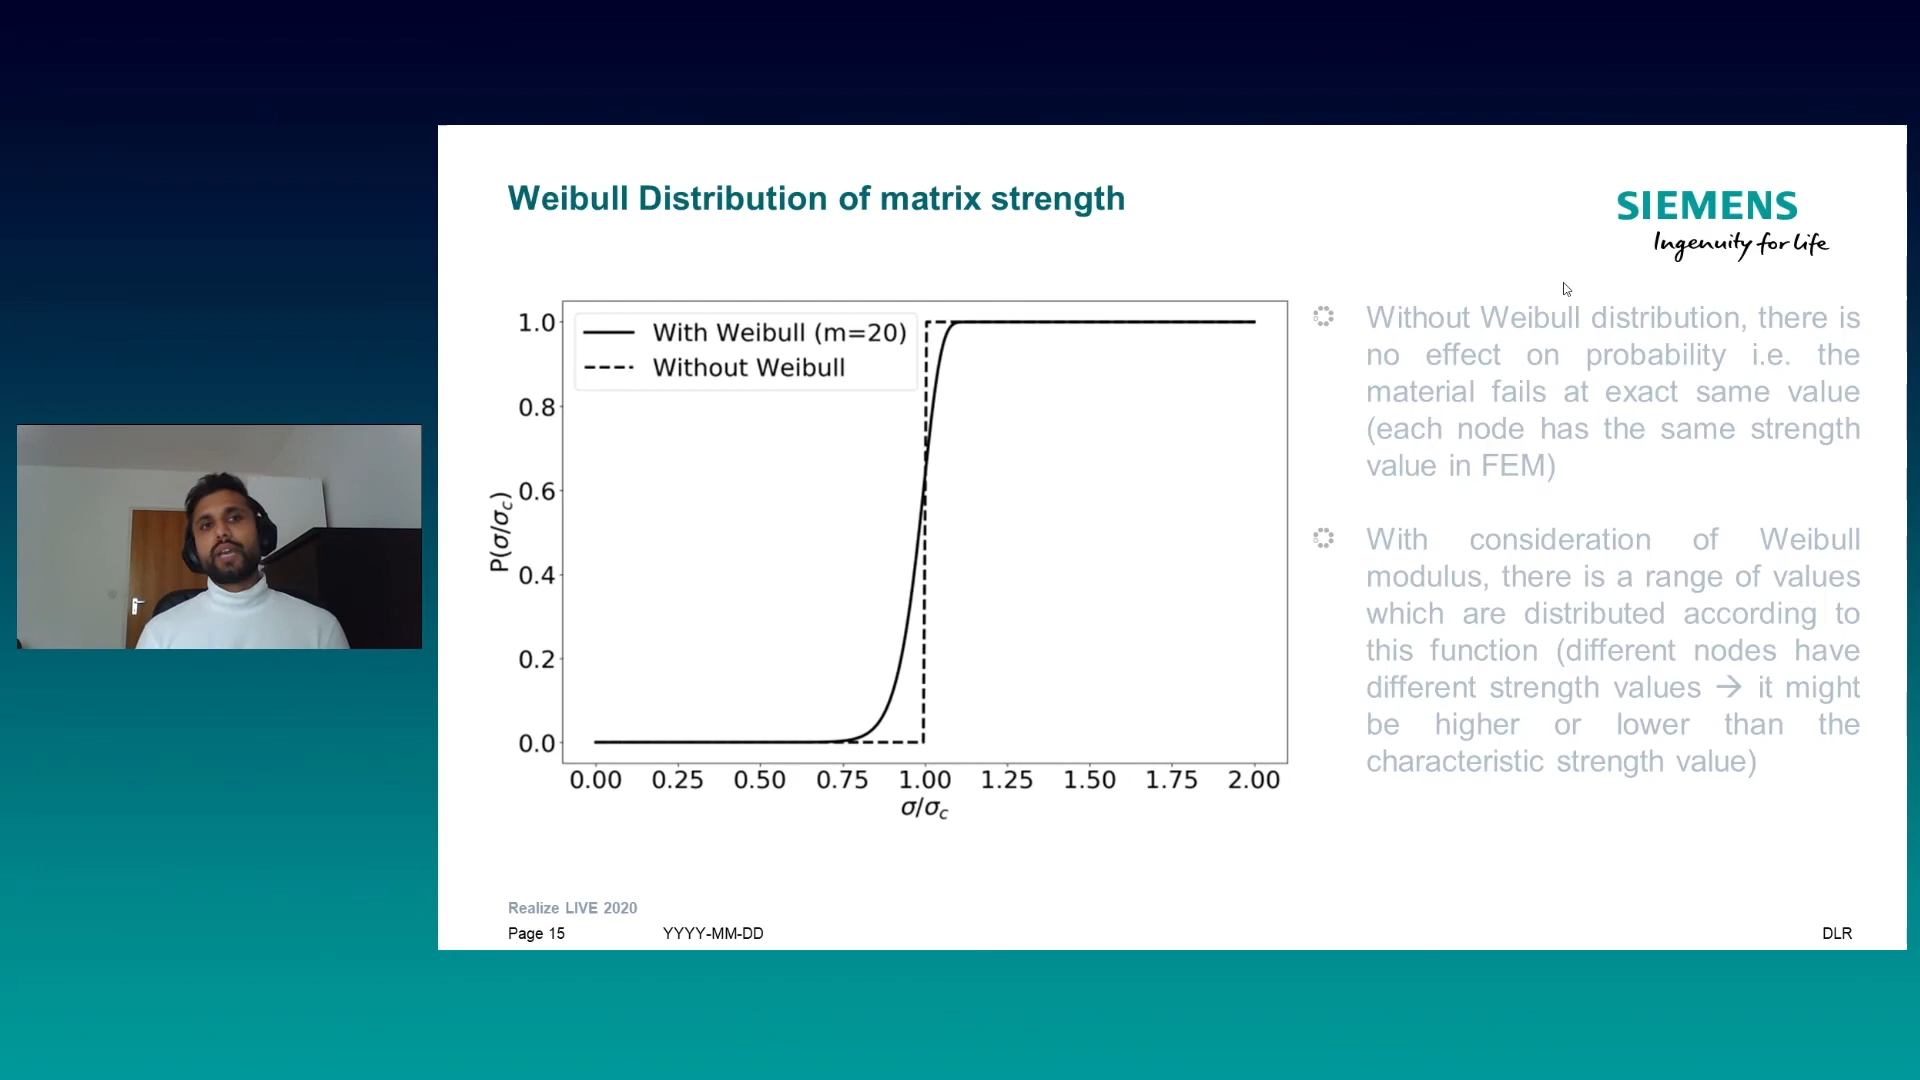 Weibull Distribution of matrix strength
SIEMENS
Ingenuity for life
With Weibull (m=20)
Without Weibull
1.0
0.8
0.6
0.4
0.2
0.0
P(σ/σc)
0.00 0.25 0.50 0.75 1.00 1.25 1.50 1.75 2.00
σ/σc
Without Weibull distribution, there is
no effect on probability i.e. the
material fails at exact same value
(each node has the same strength
value in FEM)
With consideration of Weibull
modulus, there is a range of values
which are distributed according to
this function (different nodes have
different strength values → it might
be higher or lower than the
characteristic strength value)
Realize LIVE 2020
Page 15 YYYY-MM-DD DLR